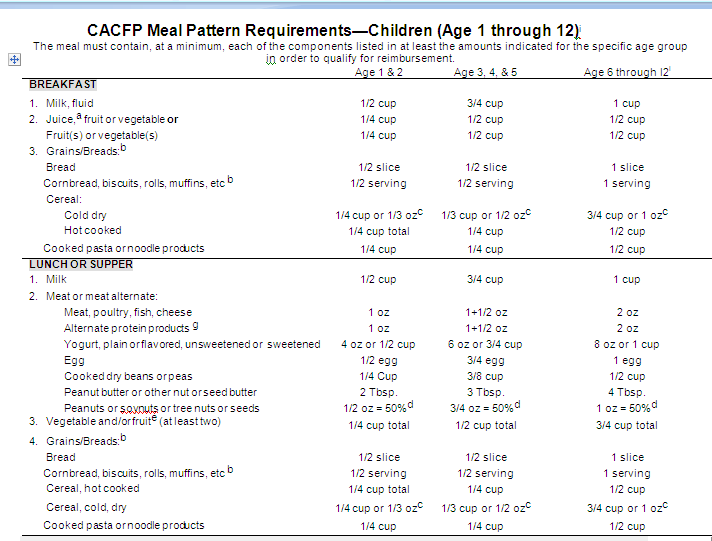 CACFP Meal Pattern Requirements—Children (Age 1 through 12)i
The meal must contain, at a minimum, each of the components listed in at least the amounts indicated for the specific age group
in order to qualify for reimbursement.
Age 1 & 2 Age 3, 4, & 5 Age 6 through 12i
BREAKFAST
1. Milk, fluid 1/2 cup 3/4 cup 1 cup
2. Juice,a fruit or vegetable or 1/4 cup 1/2 cup 1/2 cup
Fruit(s) or vegetable(s) 1/4 cup 1/2 cup 1/2 cup
3. Grains/Breads:b
Bread 1/2 slice 1/2 slice 1 slice
Cornbread, biscuits, rolls, muffins, etc b 1/2 serving 1/2 serving 1 serving
Cereal:
Cold dry 1/4 cup or 1/3 ozc 1/3 cup or 1/2 ozc 3/4 cup or 1 ozc
Hot cooked 1/4 cup total 1/4 cup 1/2 cup
Cooked pasta or noodle products 1/4 cup 1/4 cup 1/2 cup
LUNCH OR SUPPER
1. Milk 1/2 cup 3/4 cup 1 cup
2. Meat or meat alternate:
Meat, poultry, fish, cheese 1 oz 1+1/2 oz 2 oz
Alternate protein products g 1 oz 1+1/2 oz 2 oz
Yogurt, plain or flavored, unsweetened or sweetened 4 oz or 1/2 cup 6 oz or 3/4 cup 8 oz or 1 cup
Egg 1/2 egg 3/4 egg 1 egg
Cooked dry beans or peas 1/4 Cup 3/8 cup 1/2 cup
Peanut butter or other nut or seed butter 2 Tbsp. 3 Tbsp. 4 Tbsp.
Peanuts or soynuts or tree nuts or seeds 1/2 oz = 50%d 3/4 oz = 50%d 1 oz = 50%d
3. Vegetable and/or fruite (at least two) 1/4 cup total 1/2 cup total 3/4 cup total
4. Grains/Breads:b
Bread 1/2 slice 1/2 slice 1 slice
Cornbread, biscuits, rolls, muffins, etc b 1/2 serving 1/2 serving 1 serving
Cereal, hot cooked 1/4 cup total 1/4 cup 1/2 cup
Cereal, cold, dry 1/4 cup or 1/3 ozc 1/3 cup or 1/2 ozc 3/4 cup or 1 ozc
Cooked pasta or noodle products 1/4 cup 1/4 cup 1/2 cup